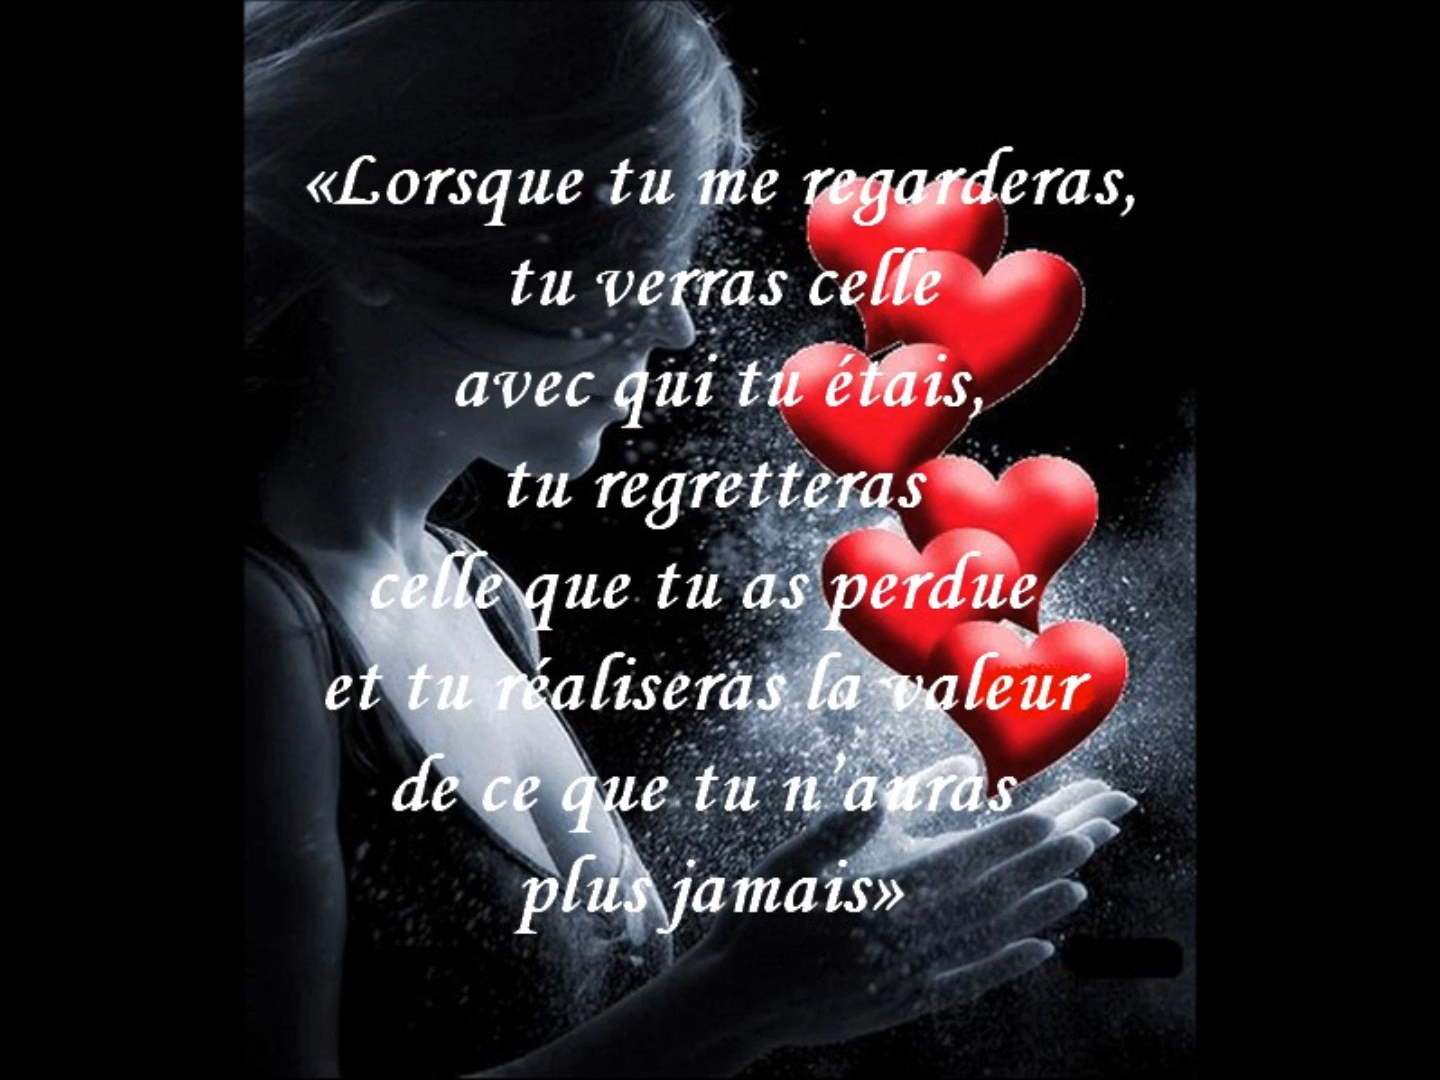 «Lorsque tu me regarderas,
tu verras celle
avec qui tu étais,
tu regretteras
celle que tu as perdue
et tu réaliseras la valeur
de ce que tu n'auras
plus jamais»